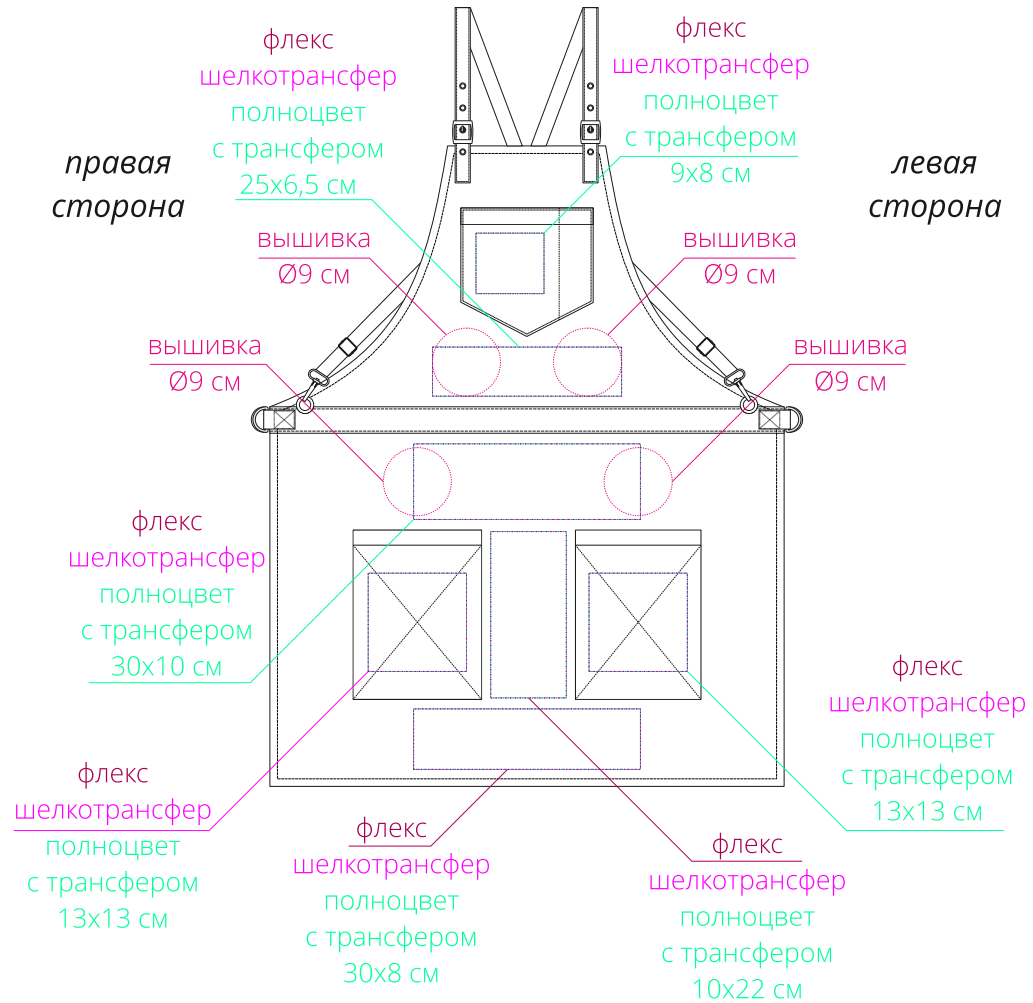 флекс
шелкотрансфер
полноцвет
с трансфером
25х6,5 см
флекс
шелкотрансфер
полноцвет
с трансфером
9х8 см
правая
сторона
левая
сторона
вышивка
Ø9 см
вышивка
Ø9 см
вышивка
Ø9 см
вышивка
Ø9 см
флекс
шелкотрансфер
полноцвет
с трансфером
30х10 см
флекс
шелкотрансфер
полноцвет
с трансфером
13х13 см
флекс
шелкотрансфер
полноцвет
с трансфером
13х13 см
флекс
шелкотрансфер
полноцвет
с трансфером
30х8 см
флекс
шелкотрансфер
полноцвет
с трансфером
10х22 см